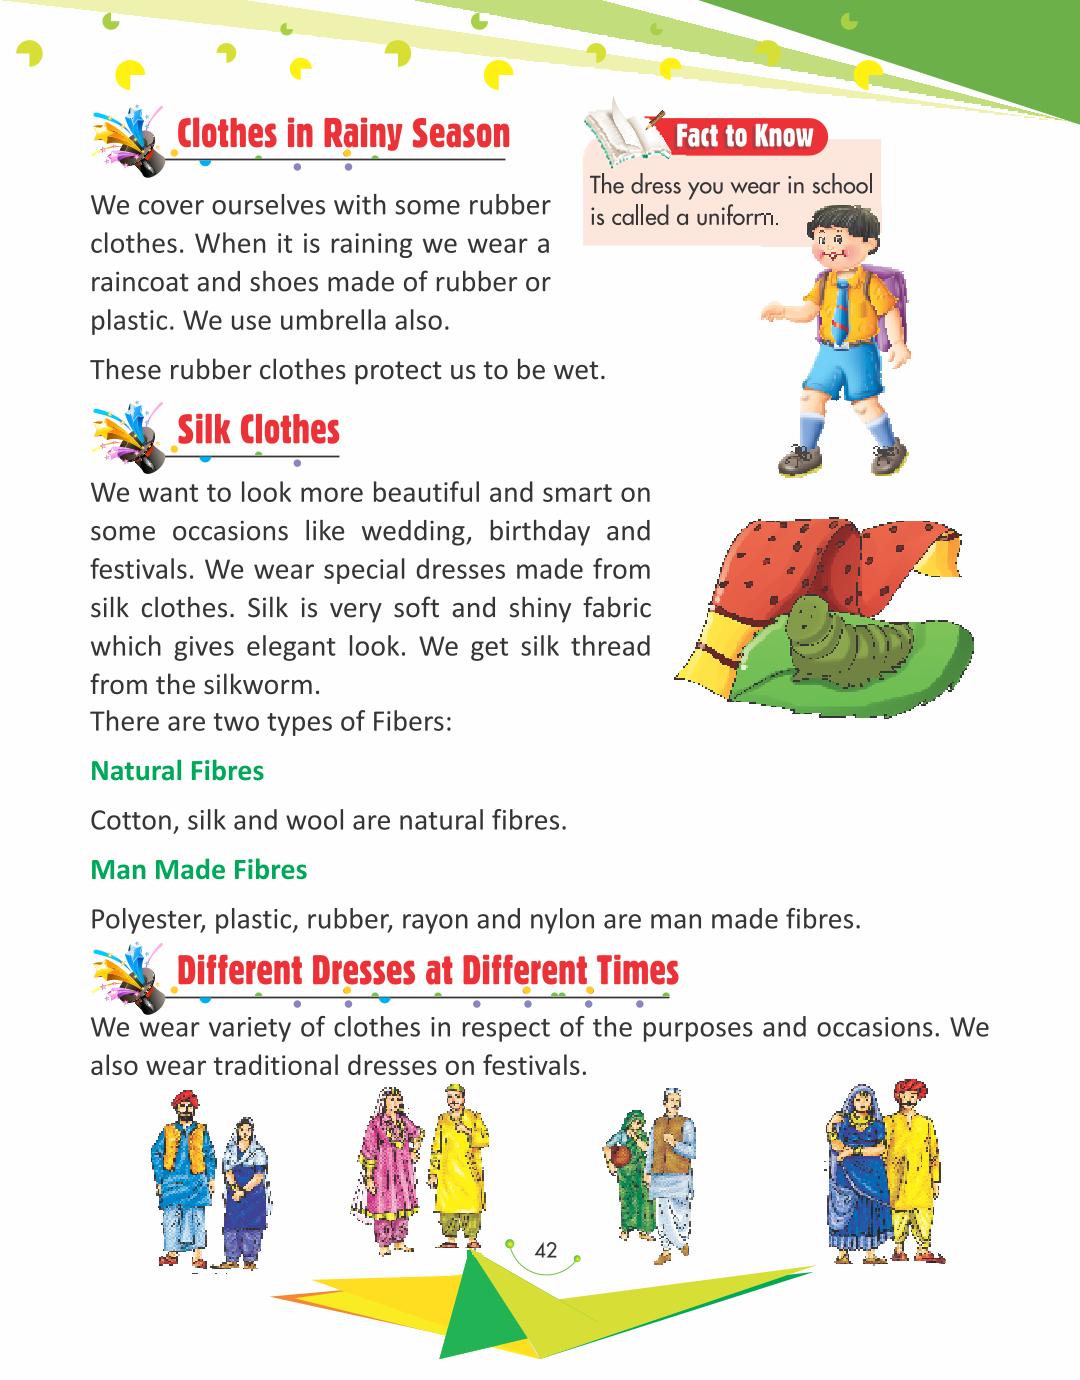 Clothes in Rainy Season
We cover ourselves with some rubber
clothes. When it is raining we wear a
raincoat and shoes made of rubber or
plastic. We use umbrella also.
These rubber clothes protect us to be wet.
Fact to Know
The dress you wear in school
is called a uniform.
Silk Clothes
We want to look more beautiful and smart on
some occasions like wedding, birthday and
festivals. We wear special dresses made from
silk clothes. Silk is very soft and shiny fabric
which gives elegant look. We get silk thread
from the silkworm.
There are two types of Fibers:
Natural Fibres
Cotton, silk and wool are natural fibres.
Man Made Fibres
Polyester, plastic, rubber, rayon and nylon are man made fibres.
Different Dresses at Different Times
We wear variety of clothes in respect of the purposes and occasions. We
also wear traditional dresses on festivals.
42